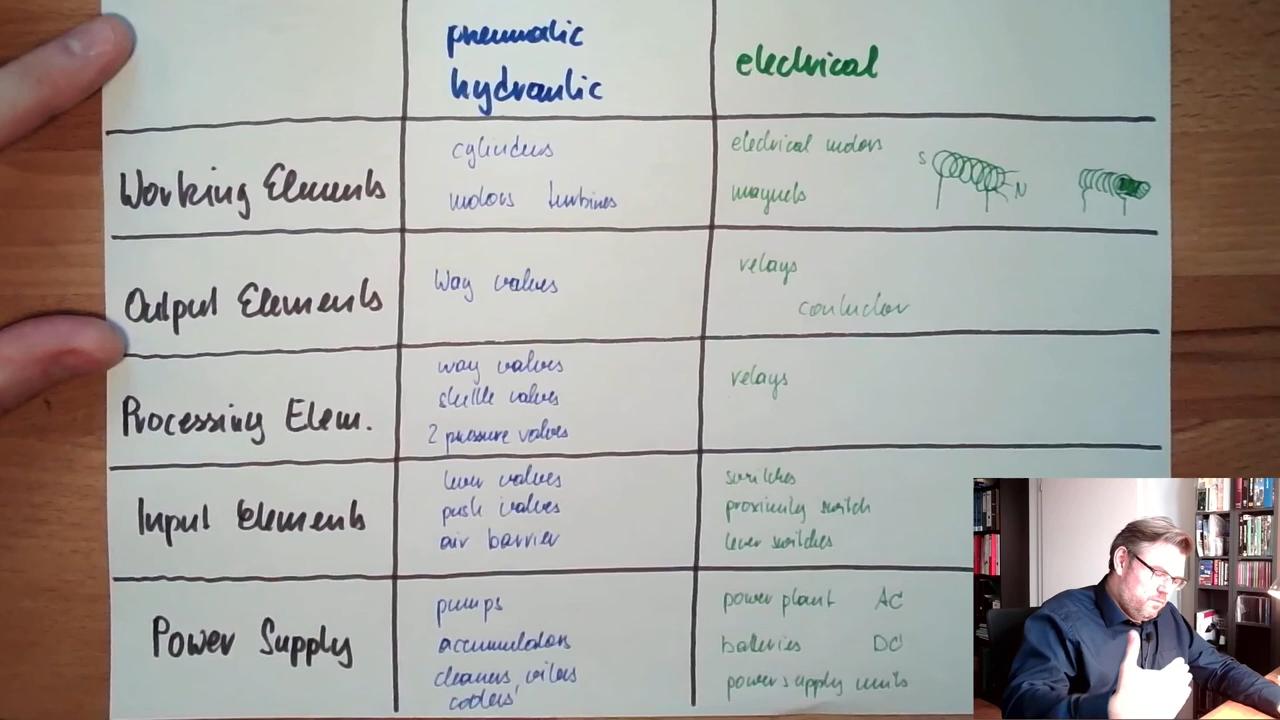 pneumatic
hydraulic
electrical
Working Elements
cylinders
motors turbines
electrical motors
magnets
S
N
Output Elements
Way valves
relays
contactor
Processing Elem.
way valves
shuttle valves
2 pressure valves
relays
Input Elements
lever valves
push valves
air barrier
switches
proximity switch
lever switches
Power Supply
pumps
accumulators
cleaners, oilers
coolers
power plant AC
batteries DC
power supply units